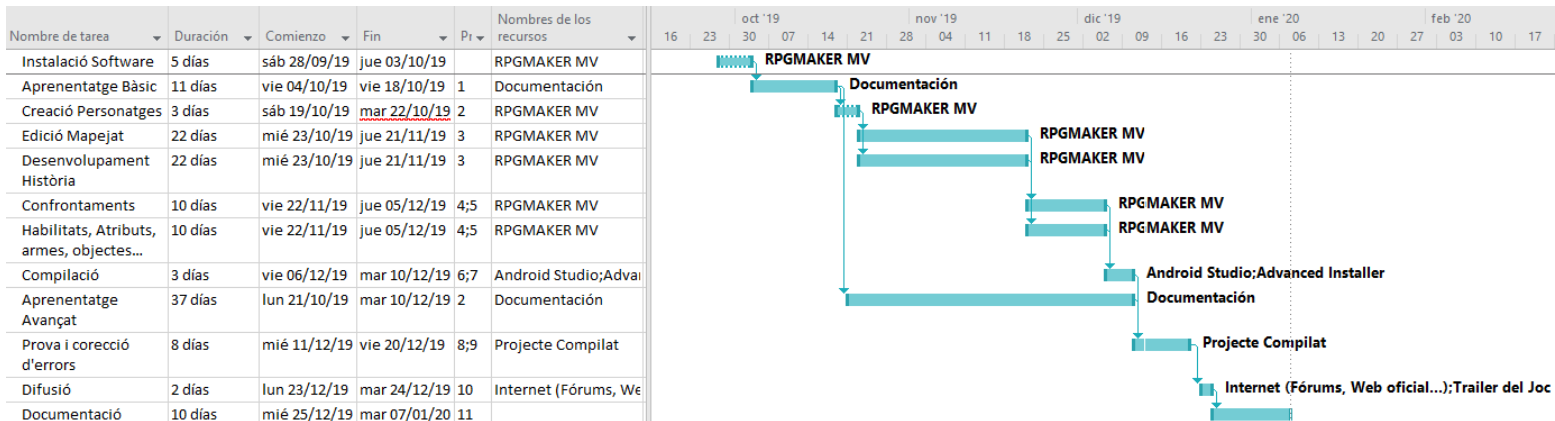 Nombre de tarea Duración Comienzo Fin Pr Nombres de los recursos
oct '19 nov '19 dic '19 ene '20 feb '20
16 23 30 07 14 21 28 04 11 18 25 02 09 16 23 30 06 13 20 27 03 10 17
Instalació Software 5 días sáb 28/09/19 jue 03/10/19 RPGMAKER MV RPGMAKER MV
Aprenentatge Bàsic 11 días vie 04/10/19 vie 18/10/19 1 Documentación Documentación
Creació Personatges 3 días sáb 19/10/19 mar 22/10/19 2 RPGMAKER MV RPGMAKER MV
Edició Mapejat 22 días mié 23/10/19 jue 21/11/19 3 RPGMAKER MV RPGMAKER MV
Desenvolupament 22 días mié 23/10/19 jue 21/11/19 3 RPGMAKER MV RPGMAKER MV
Història
Confrontaments 10 días vie 22/11/19 jue 05/12/19 4;5 RPGMAKER MV RPGMAKER MV
Habilitats, Atributs, 10 días vie 22/11/19 jue 05/12/19 4;5 RPGMAKER MV RPGMAKER MV
armes, objectes...
Compilació 3 días vie 06/12/19 mar 10/12/19 6;7 Android Studio;Advan Android Studio;Advanced Installer
Aprenentatge 37 días lun 21/10/19 mar 10/12/19 2 Documentación Documentación
Avançat
Prova i corecció 8 días mié 11/12/19 vie 20/12/19 8;9 Projecte Compilat Projecte Compilat
d'errors
Difusió 2 días lun 23/12/19 mar 24/12/19 10 Internet (Fórums, We Internet (Fórums, Web oficial...);Trailer del Joc
Documentació 10 días mié 25/12/19 mar 07/01/20 11